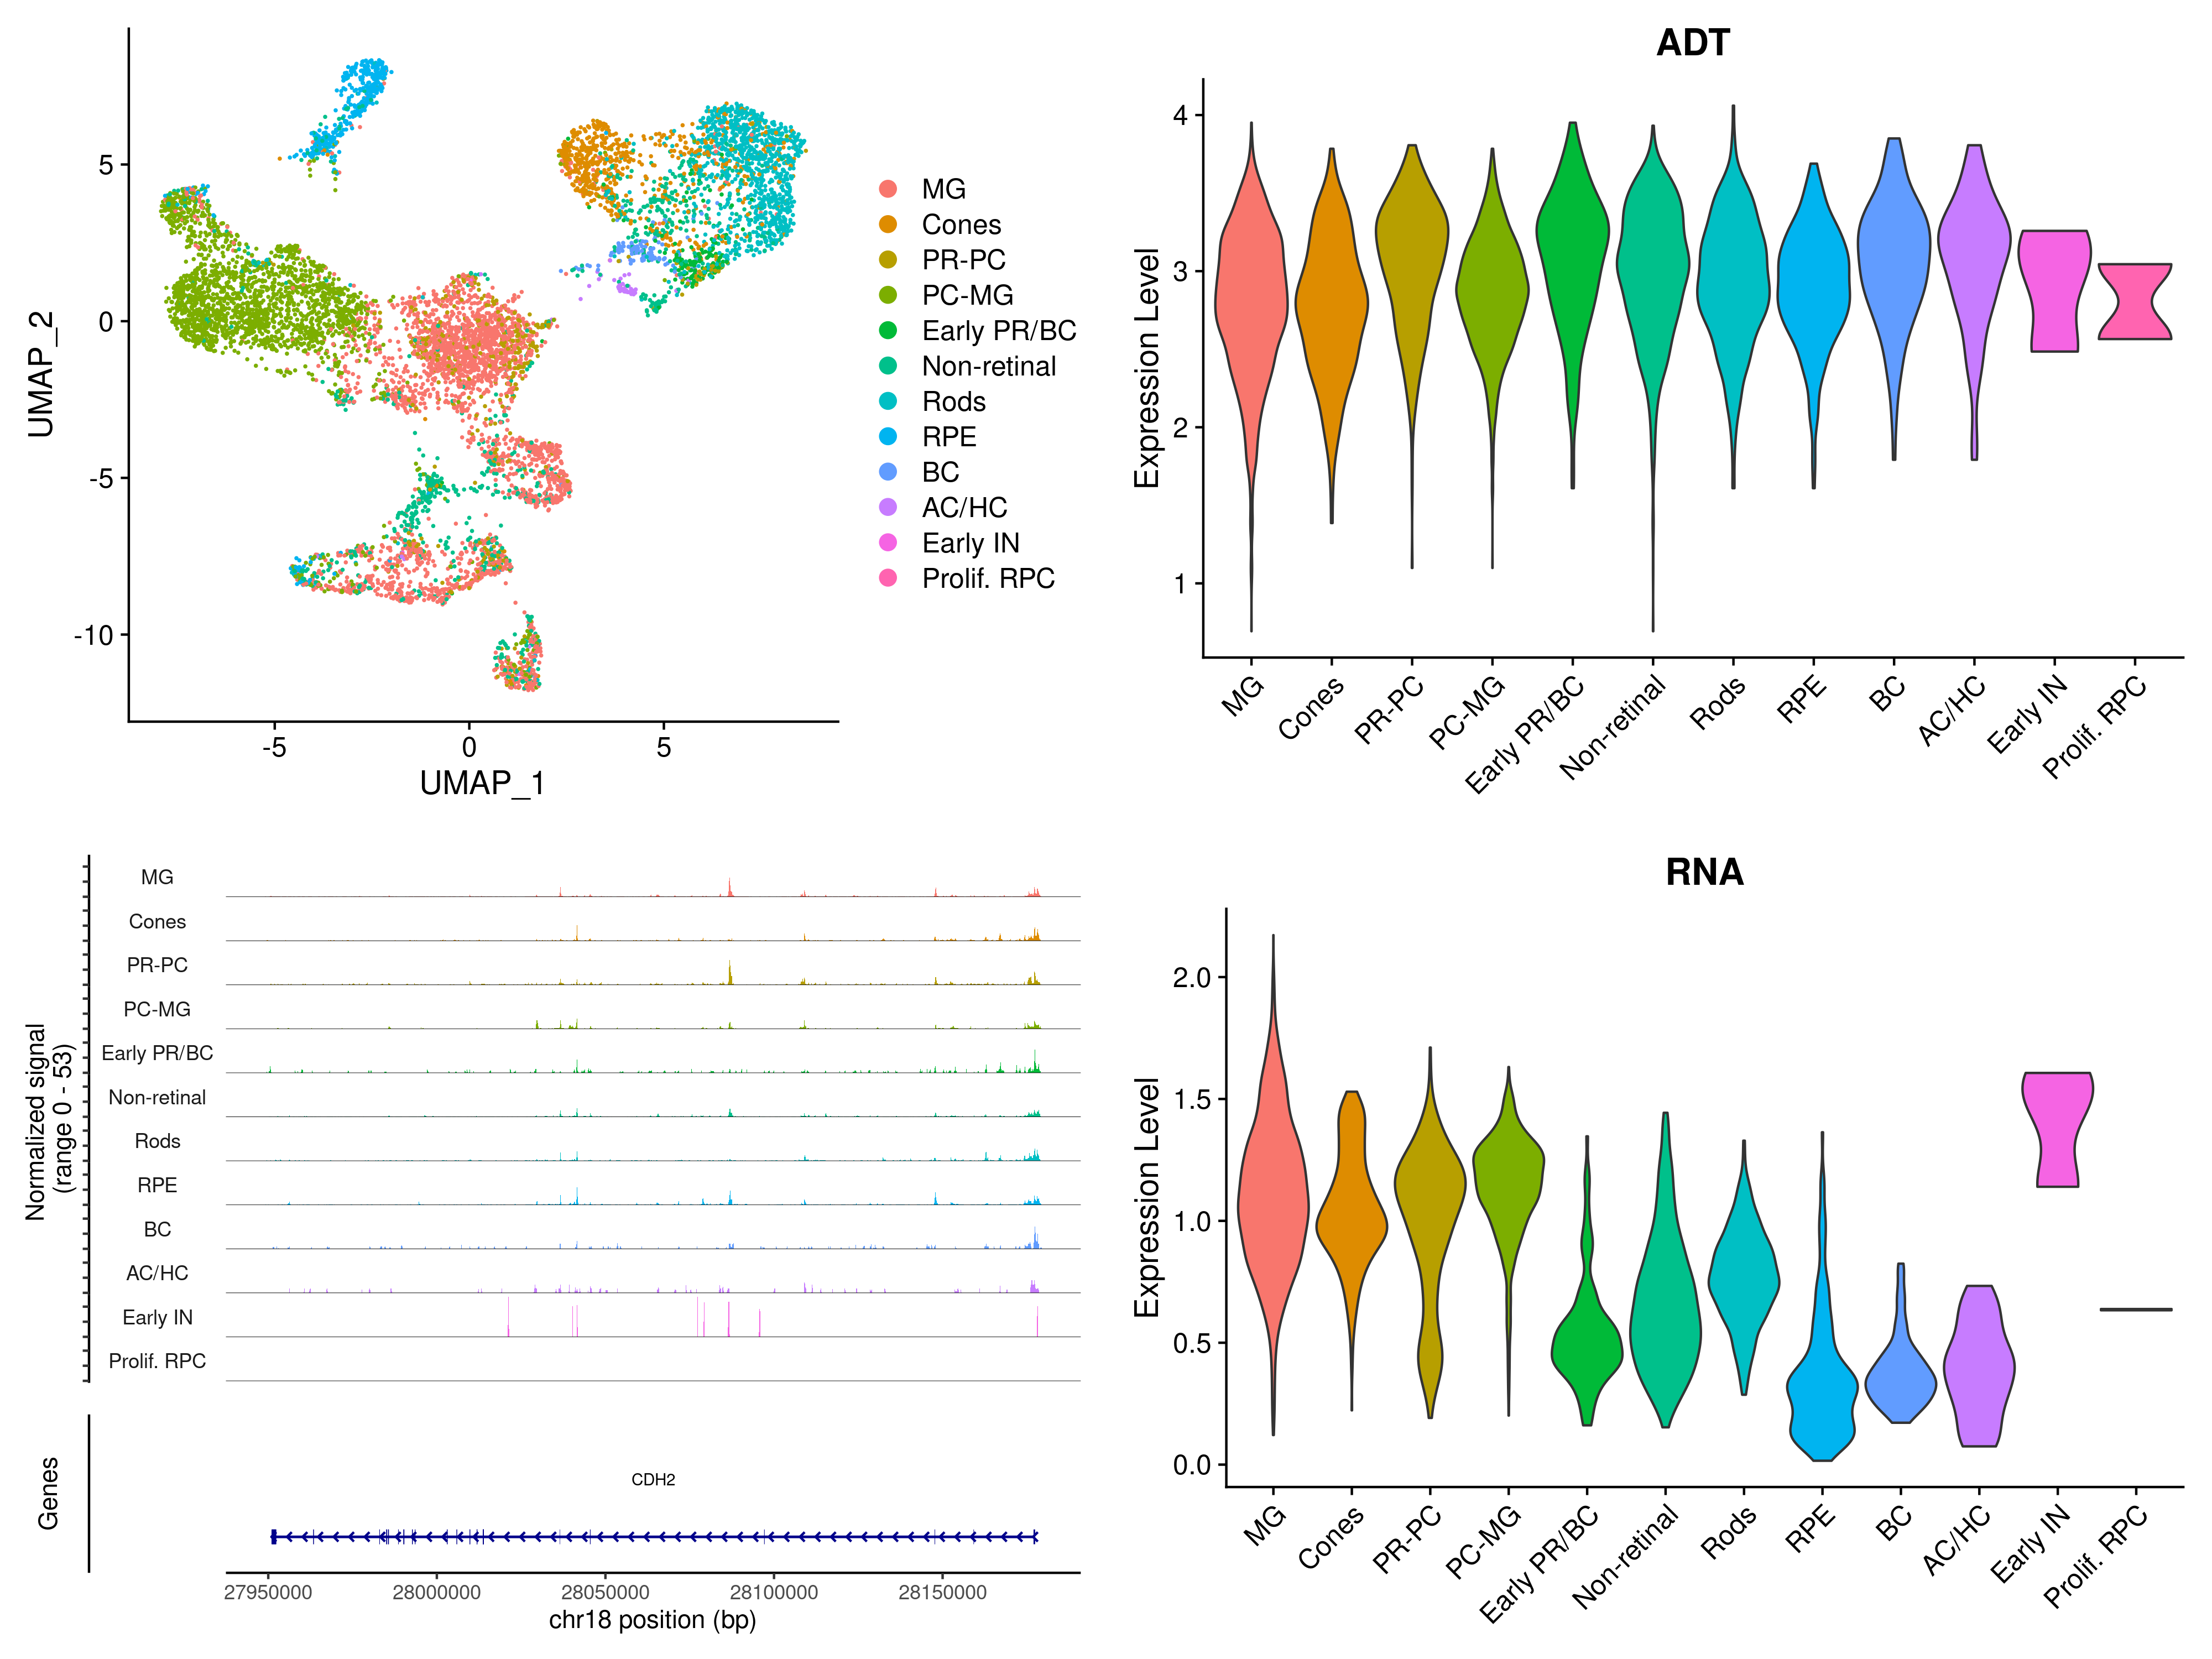 UMAP_2
5
0
-5
-10
-5
0
5
UMAP_1
MG
Cones
PR-PC
PC-MG
Early PR/BC
Non-retinal
Rods
RPE
BC
AC/HC
Early IN
Prolif. RPC
ADT
Expression Level
4
3
2
1
MG
Cones
PR-PC
PC-MG
Early PR/BC
Non-retinal
Rods
RPE
BC
AC/HC
Early IN
Prolif. RPC
Normalized signal
(range 0 - 53)
MG
Cones
PR-PC
PC-MG
Early PR/BC
Non-retinal
Rods
RPE
BC
AC/HC
Early IN
Prolif. RPC
Genes
CDH2
27950000
28000000
28050000
28100000
28150000
chr18 position (bp)
RNA
Expression Level
2.0
1.5
1.0
0.5
0.0
MG
Cones
PR-PC
PC-MG
Early PR/BC
Non-retinal
Rods
RPE
BC
AC/HC
Early IN
Prolif. RPC